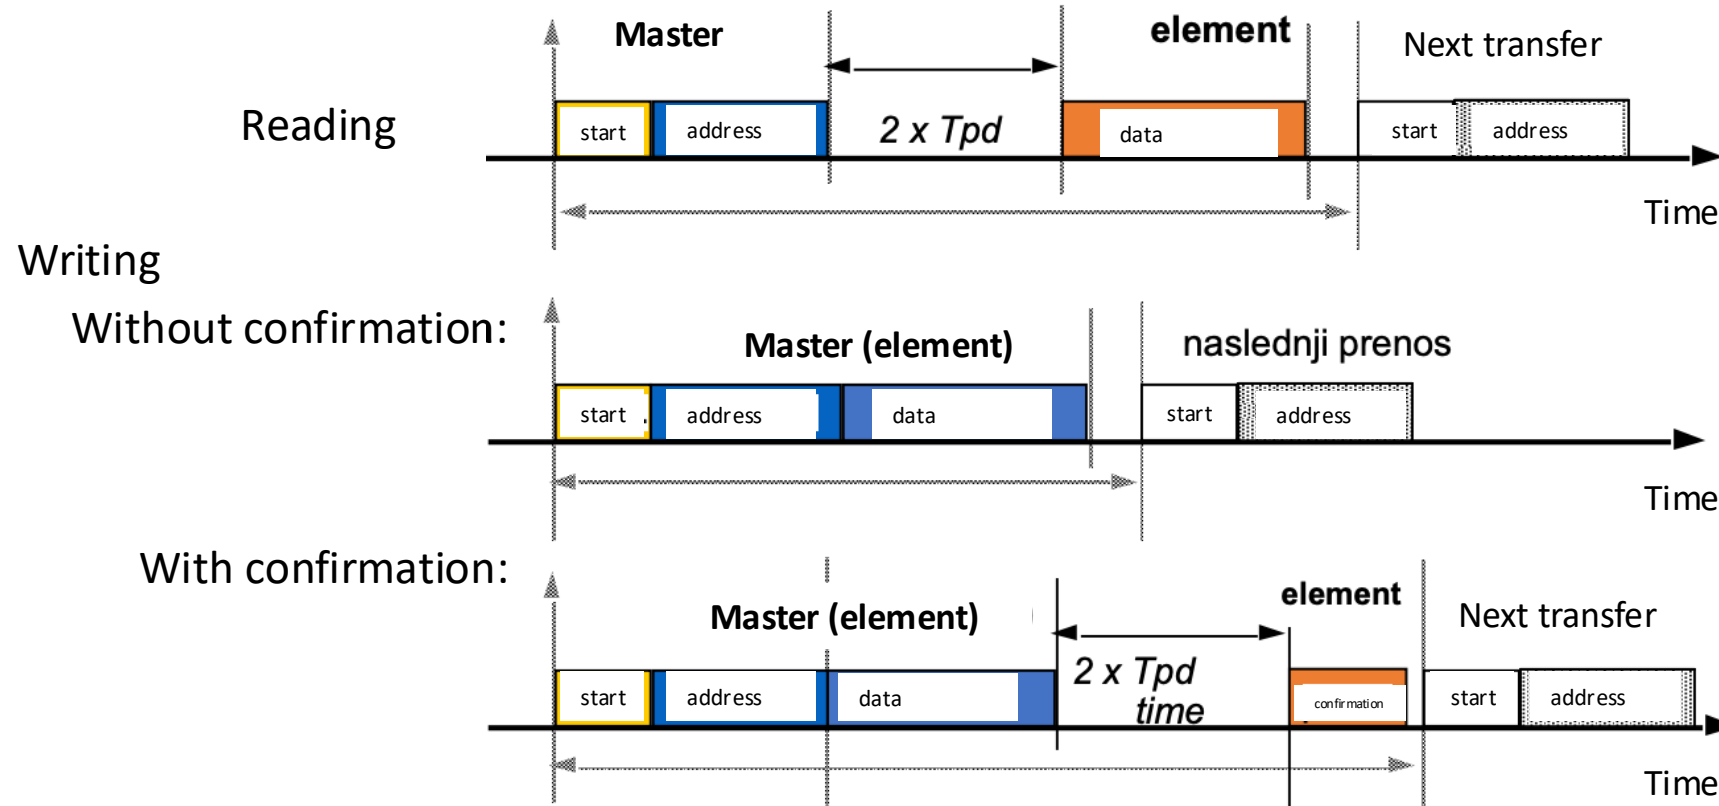 Master
element
Next transfer
Reading
start
address
2 x Tpd
data
start
address
Time
Writing
Without confirmation:
Master (element)
naslednji prenos
start
address
data
start
address
Time
With confirmation:
Master (element)
element
Next transfer
start
address
data
2 x Tpd
time
confirmation
start
address
Time